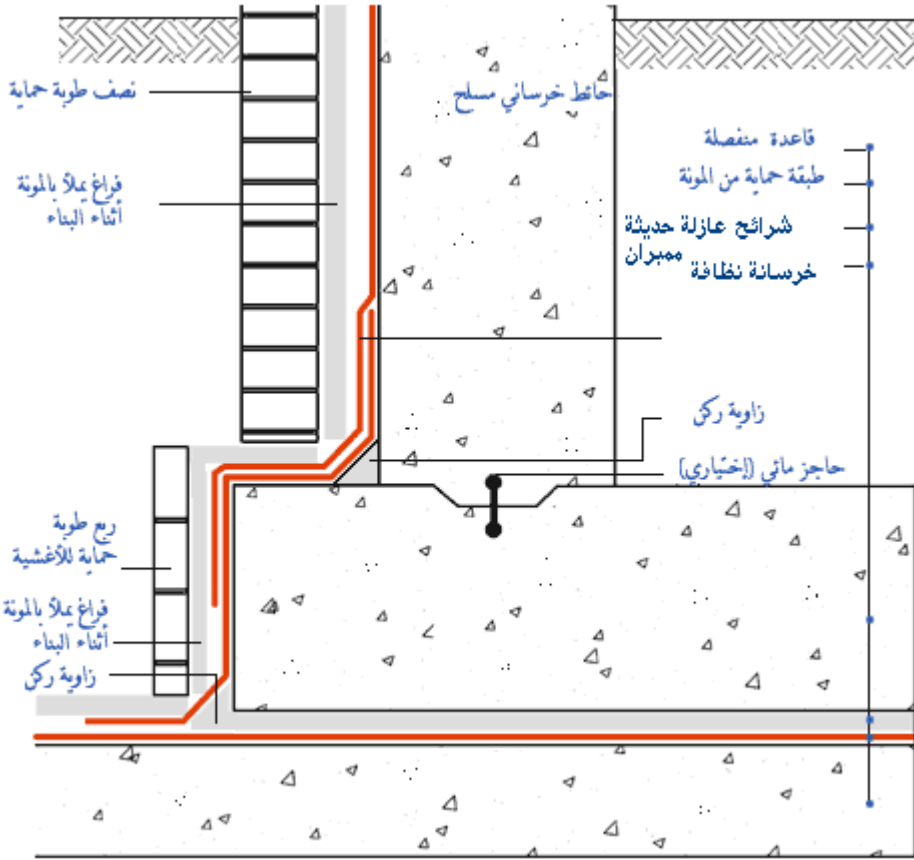 حائط خرساني مسلح
قاعدة منفصلة
طبقة حماية من المونة
شرائح عازلة حديثة
ممبران
خرسانة نظافة
زاوية ركن
حاجز مائي (إختياري)
نصف طوبة حماية
فراغ يملأ بالمونة
أثناء البناء
ربع طوبة
حماية للأغشية
فراغ يملأ بالمونة
أثناء البناء
زاوية ركن